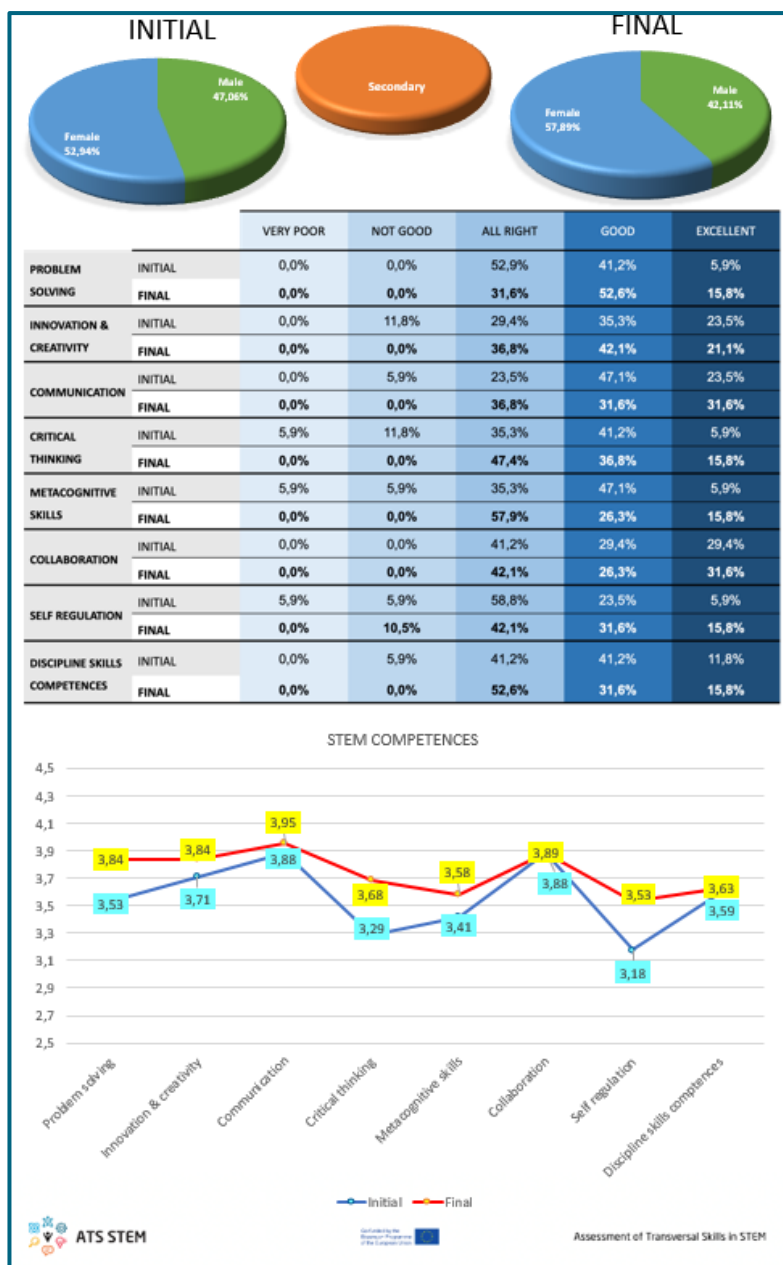 INITIAL
FINAL
Male
47,06%
Female
52,94%
Secondary
Male
42,11%
Female
57,89%
VERY POOR NOT GOOD ALL RIGHT GOOD EXCELLENT
PROBLEM SOLVING INITIAL 0,0% 0,0% 52,9% 41,2% 5,9%
FINAL 0,0% 0,0% 31,6% 52,6% 15,8%
INNOVATION & CREATIVITY INITIAL 0,0% 11,8% 29,4% 35,3% 23,5%
FINAL 0,0% 0,0% 36,8% 42,1% 21,1%
COMMUNICATION INITIAL 0,0% 5,9% 23,5% 47,1% 23,5%
FINAL 0,0% 0,0% 36,8% 31,6% 31,6%
CRITICAL THINKING INITIAL 5,9% 11,8% 35,3% 41,2% 5,9%
FINAL 0,0% 0,0% 47,4% 36,8% 15,8%
METACOGNITIVE SKILLS INITIAL 5,9% 5,9% 35,3% 47,1% 5,9%
FINAL 0,0% 0,0% 57,9% 26,3% 15,8%
COLLABORATION INITIAL 0,0% 0,0% 41,2% 29,4% 29,4%
FINAL 0,0% 0,0% 42,1% 26,3% 31,6%
SELF REGULATION INITIAL 5,9% 5,9% 58,8% 23,5% 5,9%
FINAL 0,0% 10,5% 42,1% 31,6% 15,8%
DISCIPLINE SKILLS COMPETENCES INITIAL 0,0% 5,9% 41,2% 41,2% 11,8%
FINAL 0,0% 0,0% 52,6% 31,6% 15,8%
STEM COMPETENCES
4,5
4,3
4,1
3,9
3,7
3,5
3,3
3,1
2,9
2,7
2,5
3,84 3,84 3,95 3,68 3,58 3,89 3,53 3,63
3,53 3,71 3,88 3,29 3,41 3,88 3,18 3,59
Problem solving
Innovation & creativity
Communication
Critical thinking
Metacognitive skills
Collaboration
Self regulation
Discipline skills comptences
Initial Final
ATS STEM
Co-funded by the
Erasmus+ Programme
of the European Union
Assessment of Transversal Skills in STEM